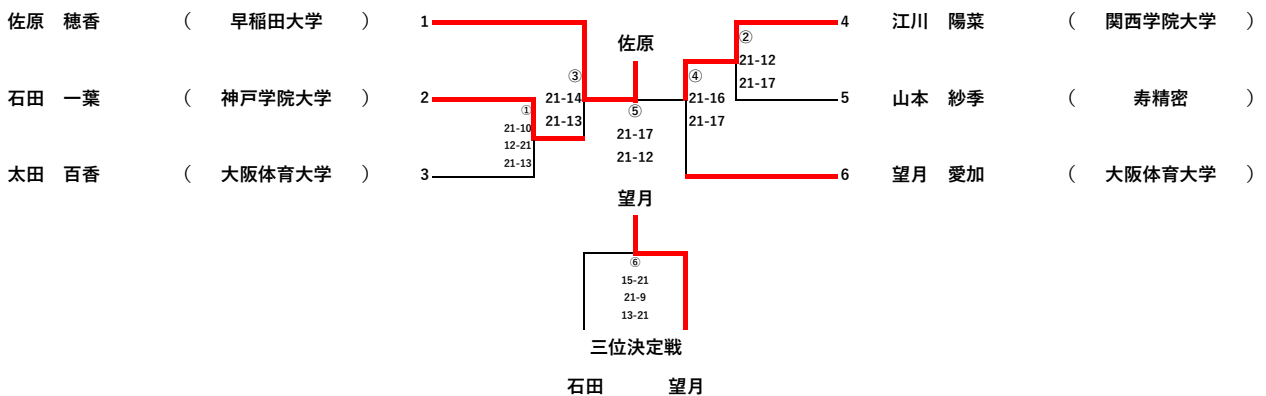 佐原　穂香　（　早稲田大学　）　1
4　江川　陽菜　（　関西学院大学　）
佐原
②
21-12
21-17
③
④
石田　一葉　（　神戸学院大学　）　2
21-14
21-13
21-16
21-17
5　山本　紗季　（　寿精密　）
①
21-10
12-21
21-13
⑤
21-17
21-12
太田　百香　（　大阪体育大学　）　3
6　望月　愛加　（　大阪体育大学　）
望月
⑥
15-21
21-9
13-21
三位決定戦
石田　望月